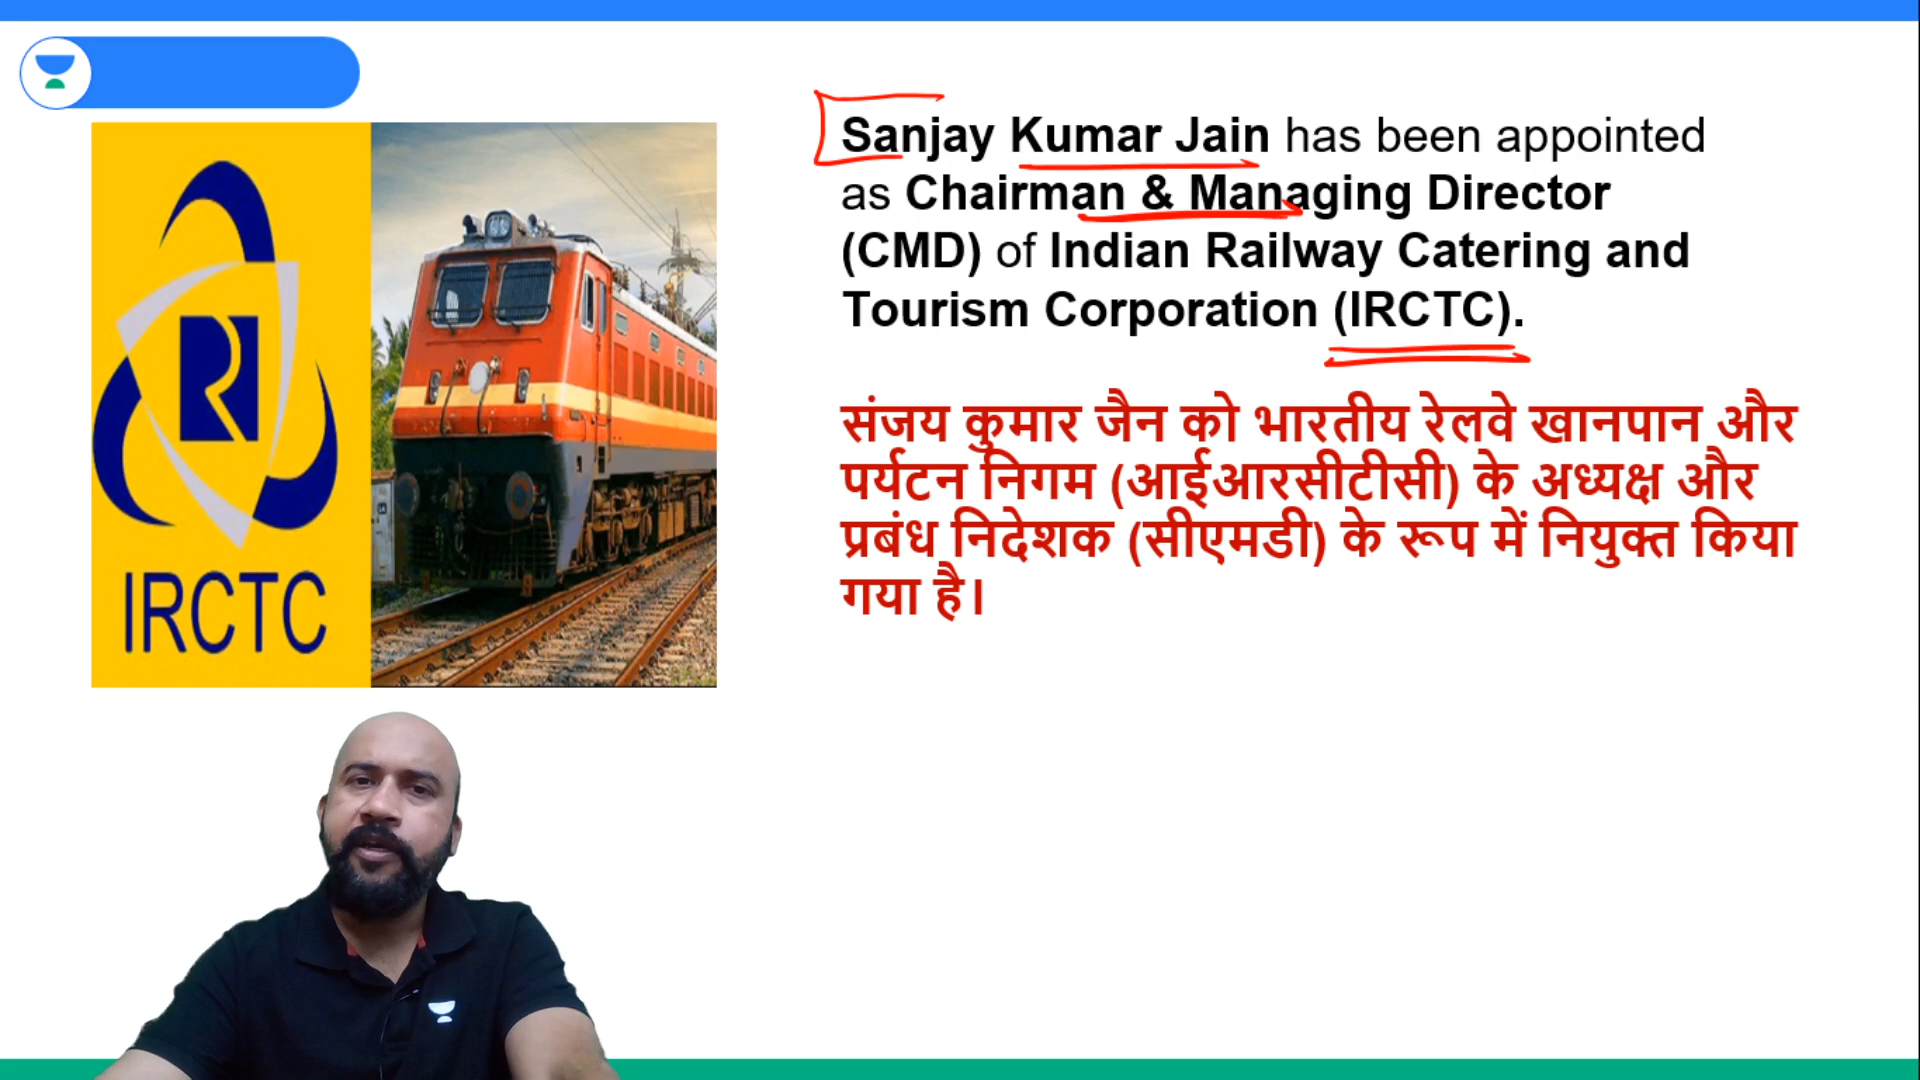 IRCTC
Sanjay Kumar Jain has been appointed
as Chairman & Managing Director
(CMD) of Indian Railway Catering and
Tourism Corporation (IRCTC).
संजय कुमार जैन को भारतीय रेलवे खानपान और
पर्यटन निगम (आईआरसीटीसी) के अध्यक्ष और
प्रबंध निदेशक (सीएमडी) के रूप में नियुक्त किया
गया है।